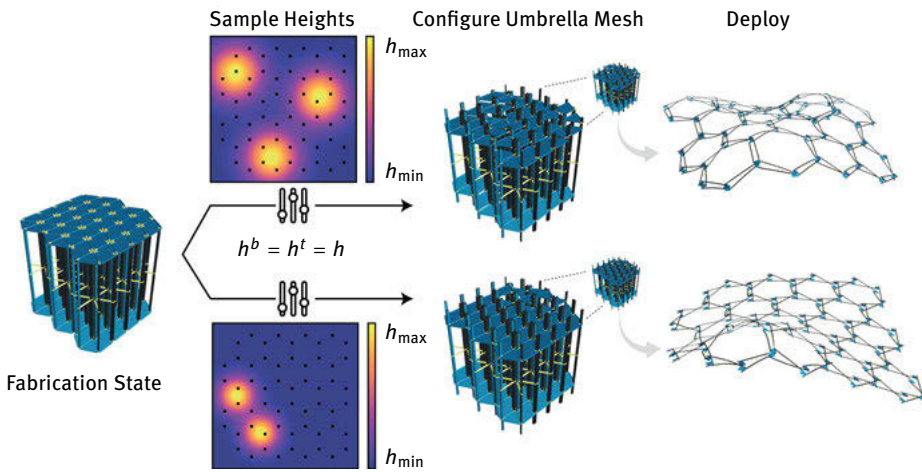 Sample Heights
Configure Umbrella Mesh
Deploy
hmax
hmin
hᵇ = hᵗ = h
Fabrication State
hmax
hmin